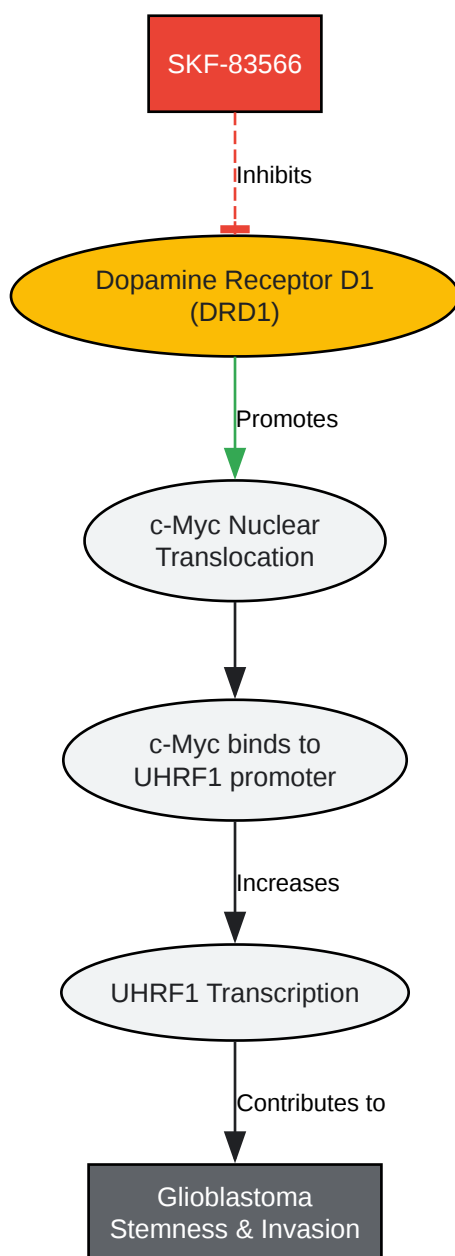 SKF-83566
Inhibits
Dopamine Receptor D1
(DRD1)
Promotes
c-Myc Nuclear
Translocation
c-Myc binds to
UHRF1 promoter
Increases
UHRF1 Transcription
Contributes to
Glioblastoma
Stemness & Invasion